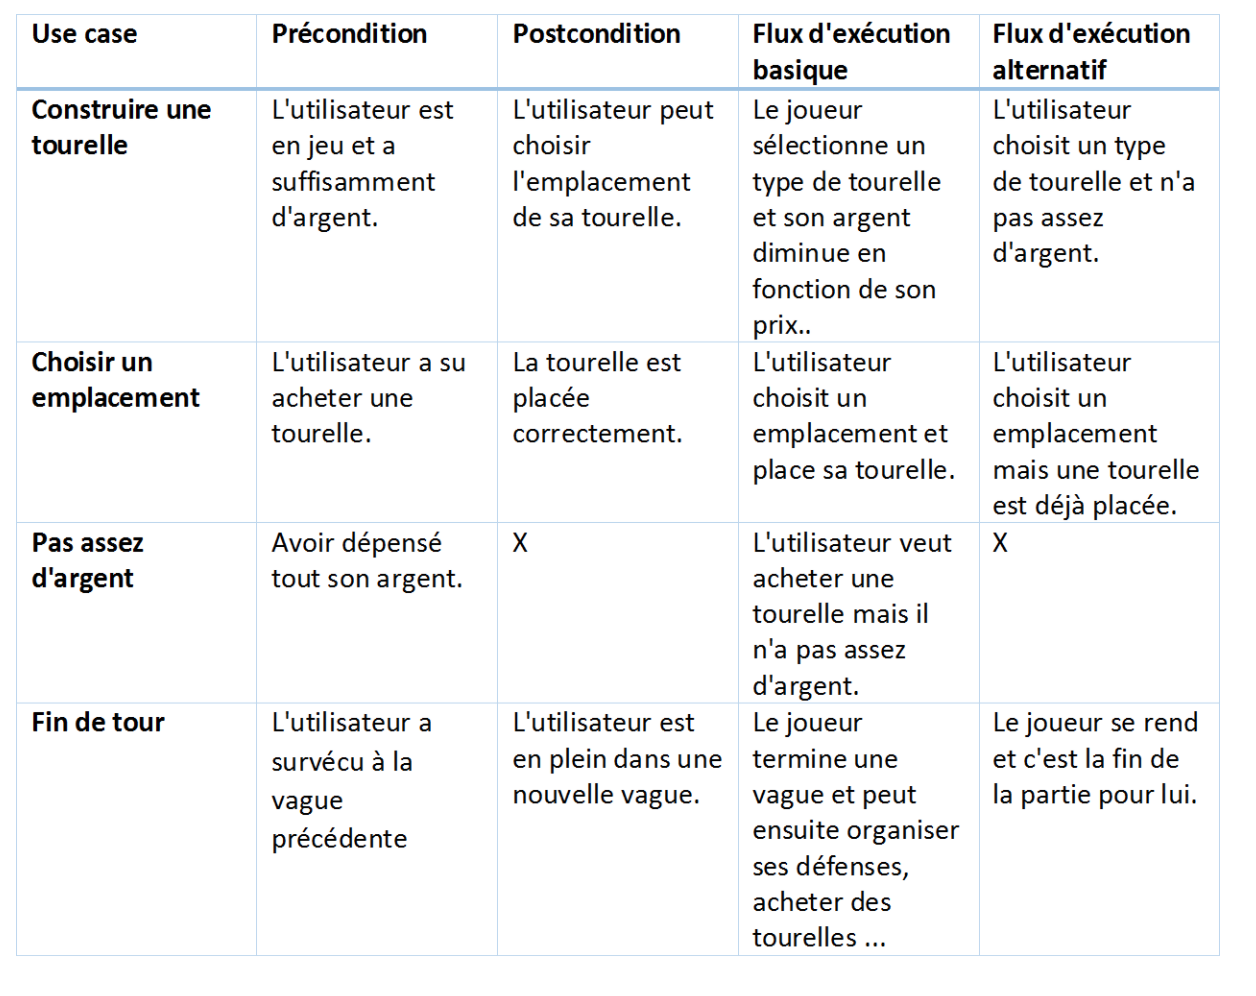 Use case
Précondition
Postcondition
Flux d'exécution
basique
Flux d'exécution
alternatif
Construire une
tourelle
L'utilisateur est
en jeu et a
suffisamment
d'argent.
L'utilisateur peut
choisir
l'emplacement
de sa tourelle.
Le joueur
sélectionne un
type de tourelle
et son argent
diminue en
fonction de son
prix..
L'utilisateur
choisit un type
de tourelle et n'a
pas assez
d'argent.
Choisir un
emplacement
L'utilisateur a su
acheter une
tourelle.
La tourelle est
placée
correctement.
L'utilisateur
choisit un
emplacement et
place sa tourelle.
L'utilisateur
choisit un
emplacement
mais une tourelle
est déjà placée.
Pas assez
d'argent
Avoir dépensé
tout son argent.
X
L'utilisateur veut
acheter une
tourelle mais il
n'a pas assez
d'argent.
X
Fin de tour
L'utilisateur a
survécu à la
vague
précédente
L'utilisateur est
en plein dans une
nouvelle vague.
Le joueur
termine une
vague et peut
ensuite organiser
ses défenses,
acheter des
tourelles ...
Le joueur se rend
et c'est la fin de
la partie pour lui.